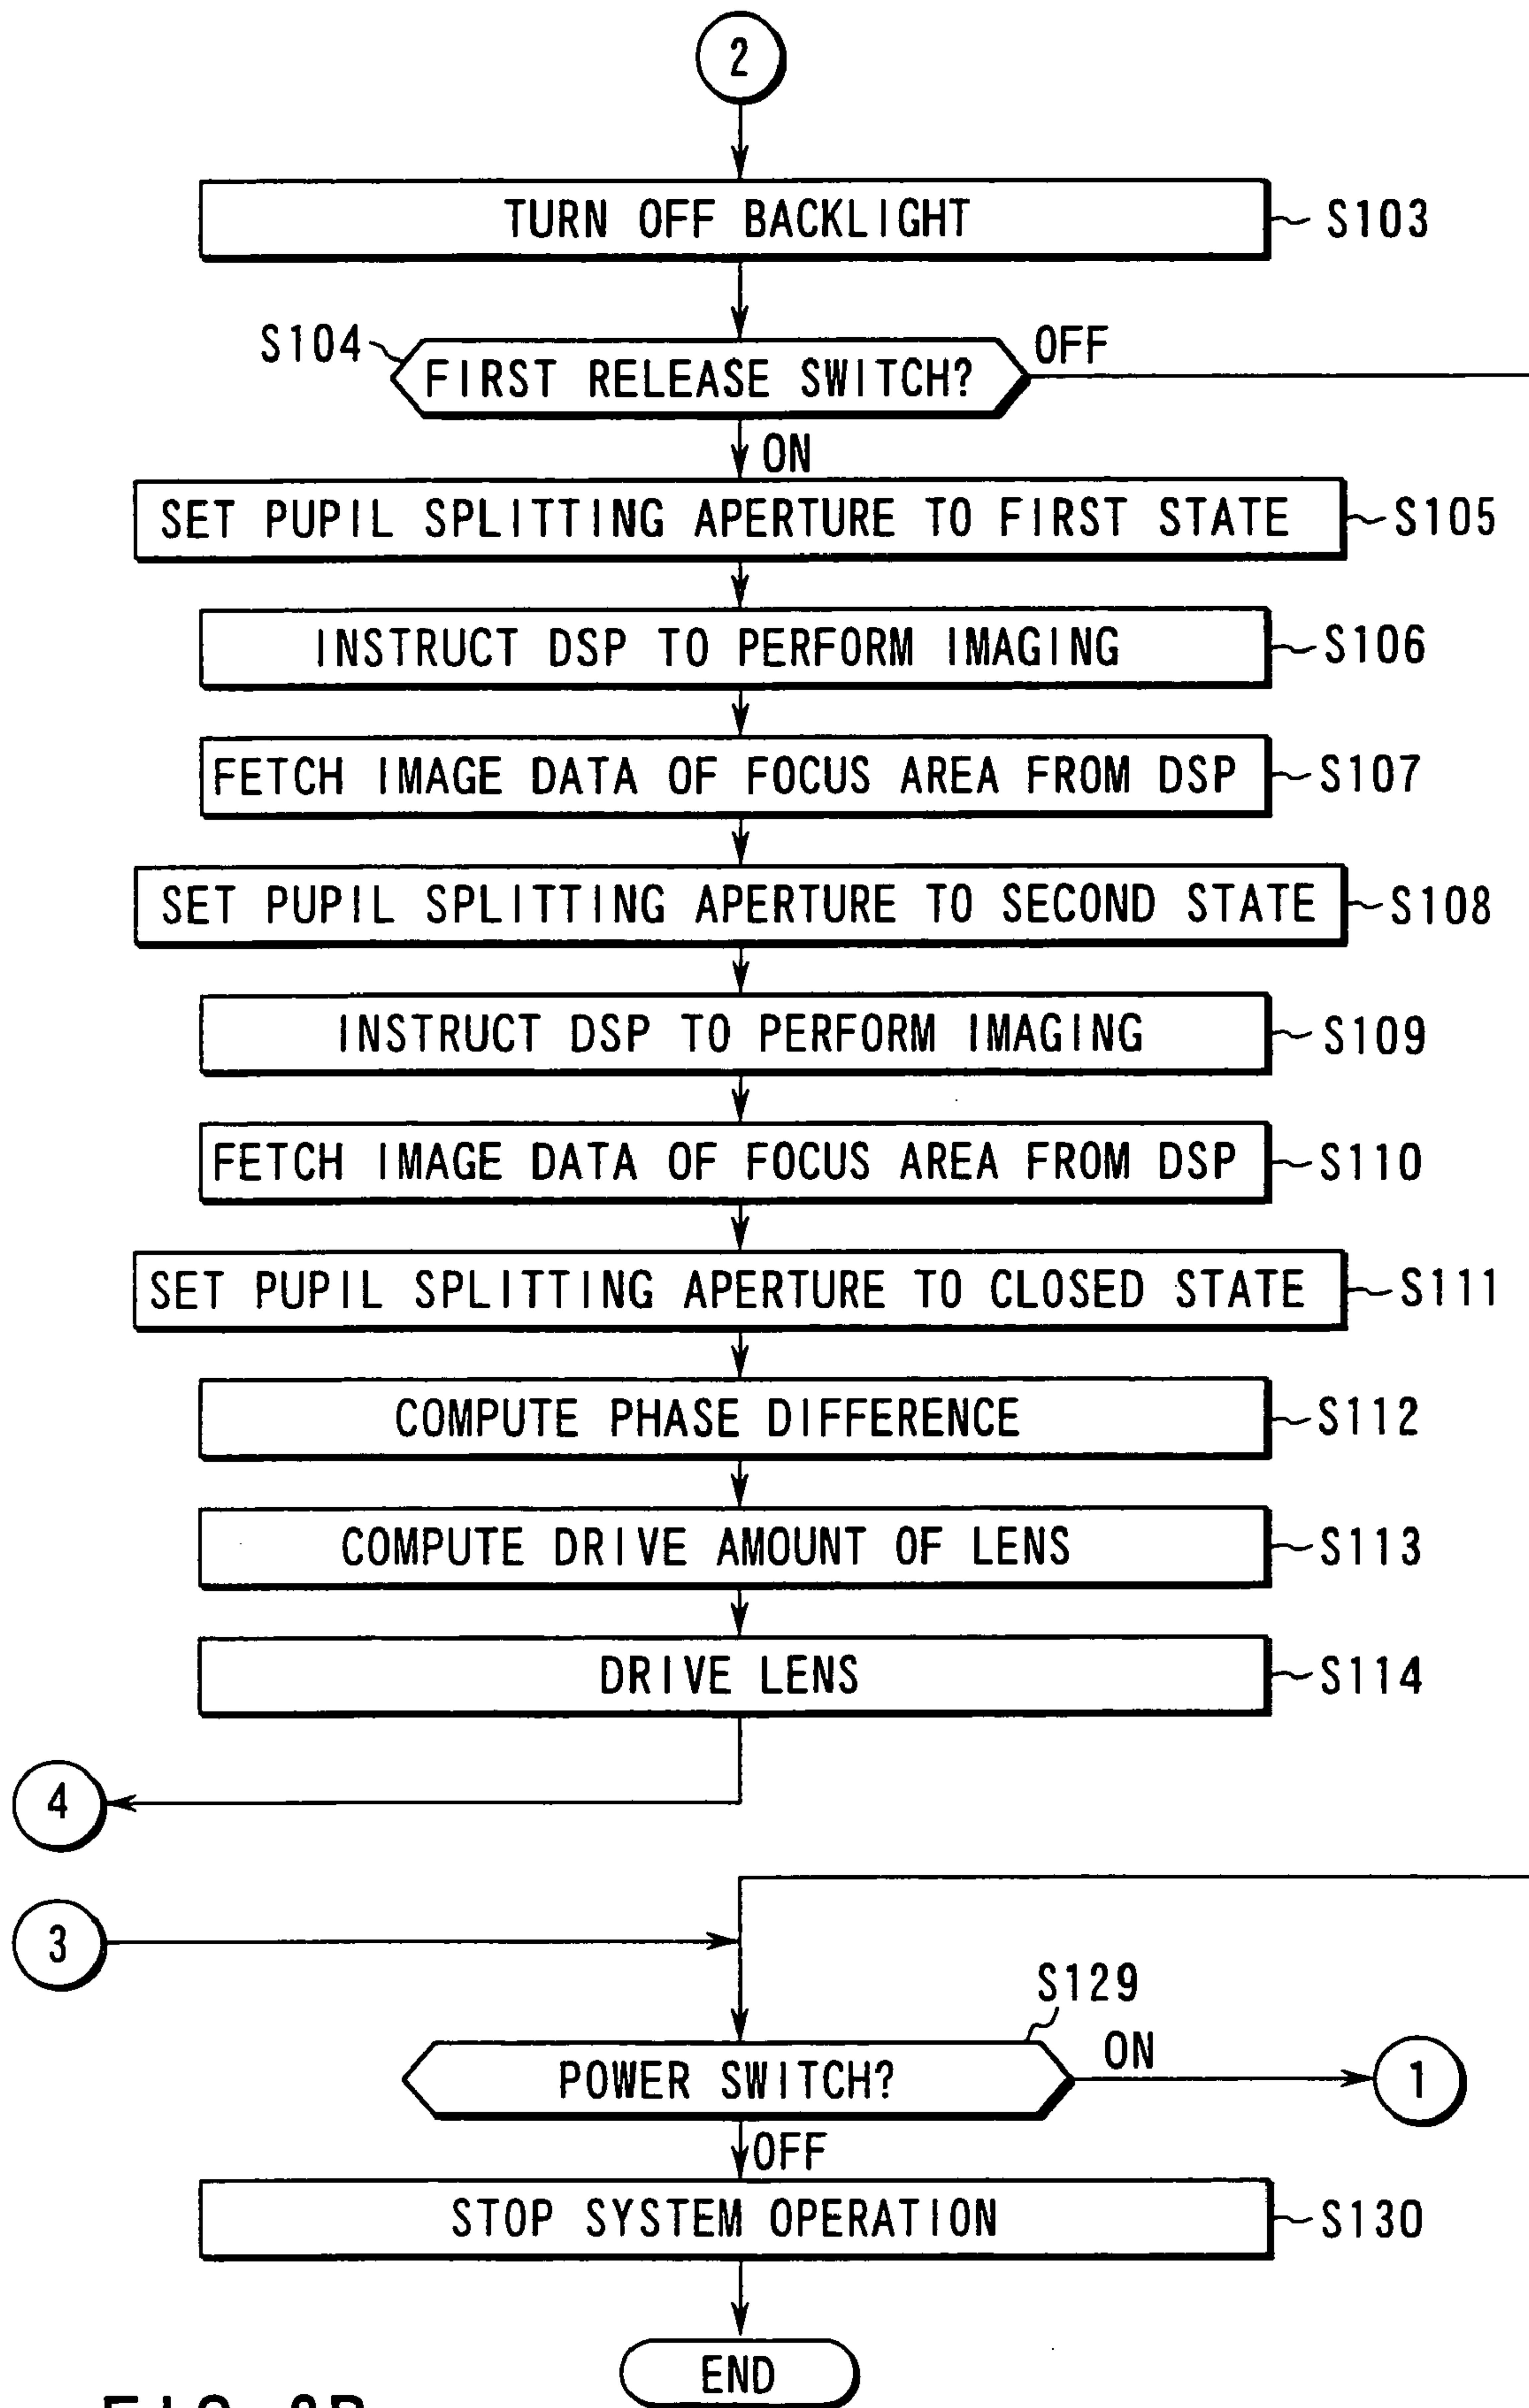 2
TURN OFF BACKLIGHT
S103
S104
FIRST RELEASE SWITCH?
OFF
ON
SET PUPIL SPLITTING APERTURE TO FIRST STATE
S105
INSTRUCT DSP TO PERFORM IMAGING
S106
FETCH IMAGE DATA OF FOCUS AREA FROM DSP
S107
SET PUPIL SPLITTING APERTURE TO SECOND STATE
S108
INSTRUCT DSP TO PERFORM IMAGING
S109
FETCH IMAGE DATA OF FOCUS AREA FROM DSP
S110
SET PUPIL SPLITTING APERTURE TO CLOSED STATE
S111
COMPUTE PHASE DIFFERENCE
S112
COMPUTE DRIVE AMOUNT OF LENS
S113
DRIVE LENS
S114
4
3
S129
POWER SWITCH?
ON
1
OFF
STOP SYSTEM OPERATION
S130
END